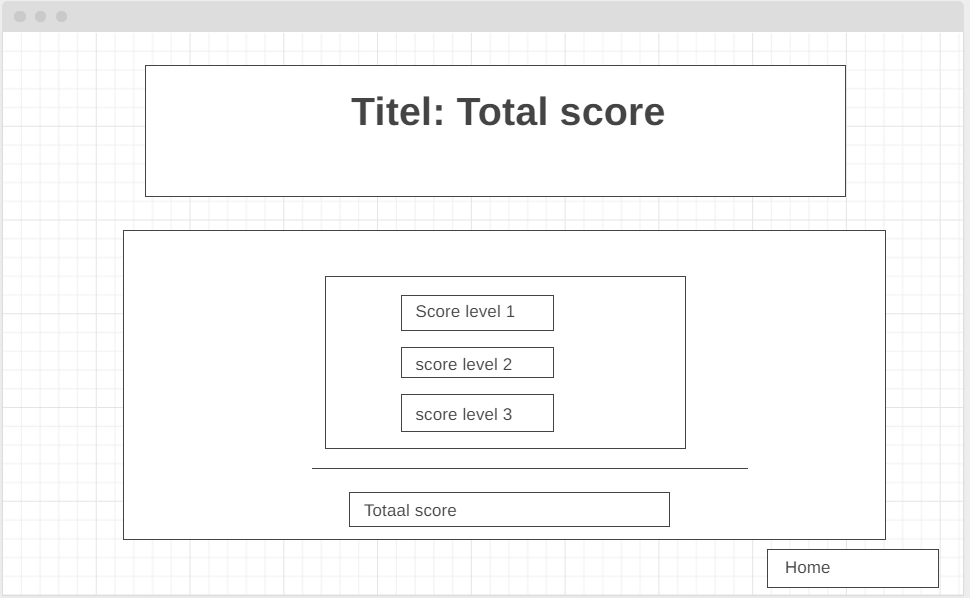 Titel: Total score
Score level 1
score level 2
score level 3
Totaal score
Home